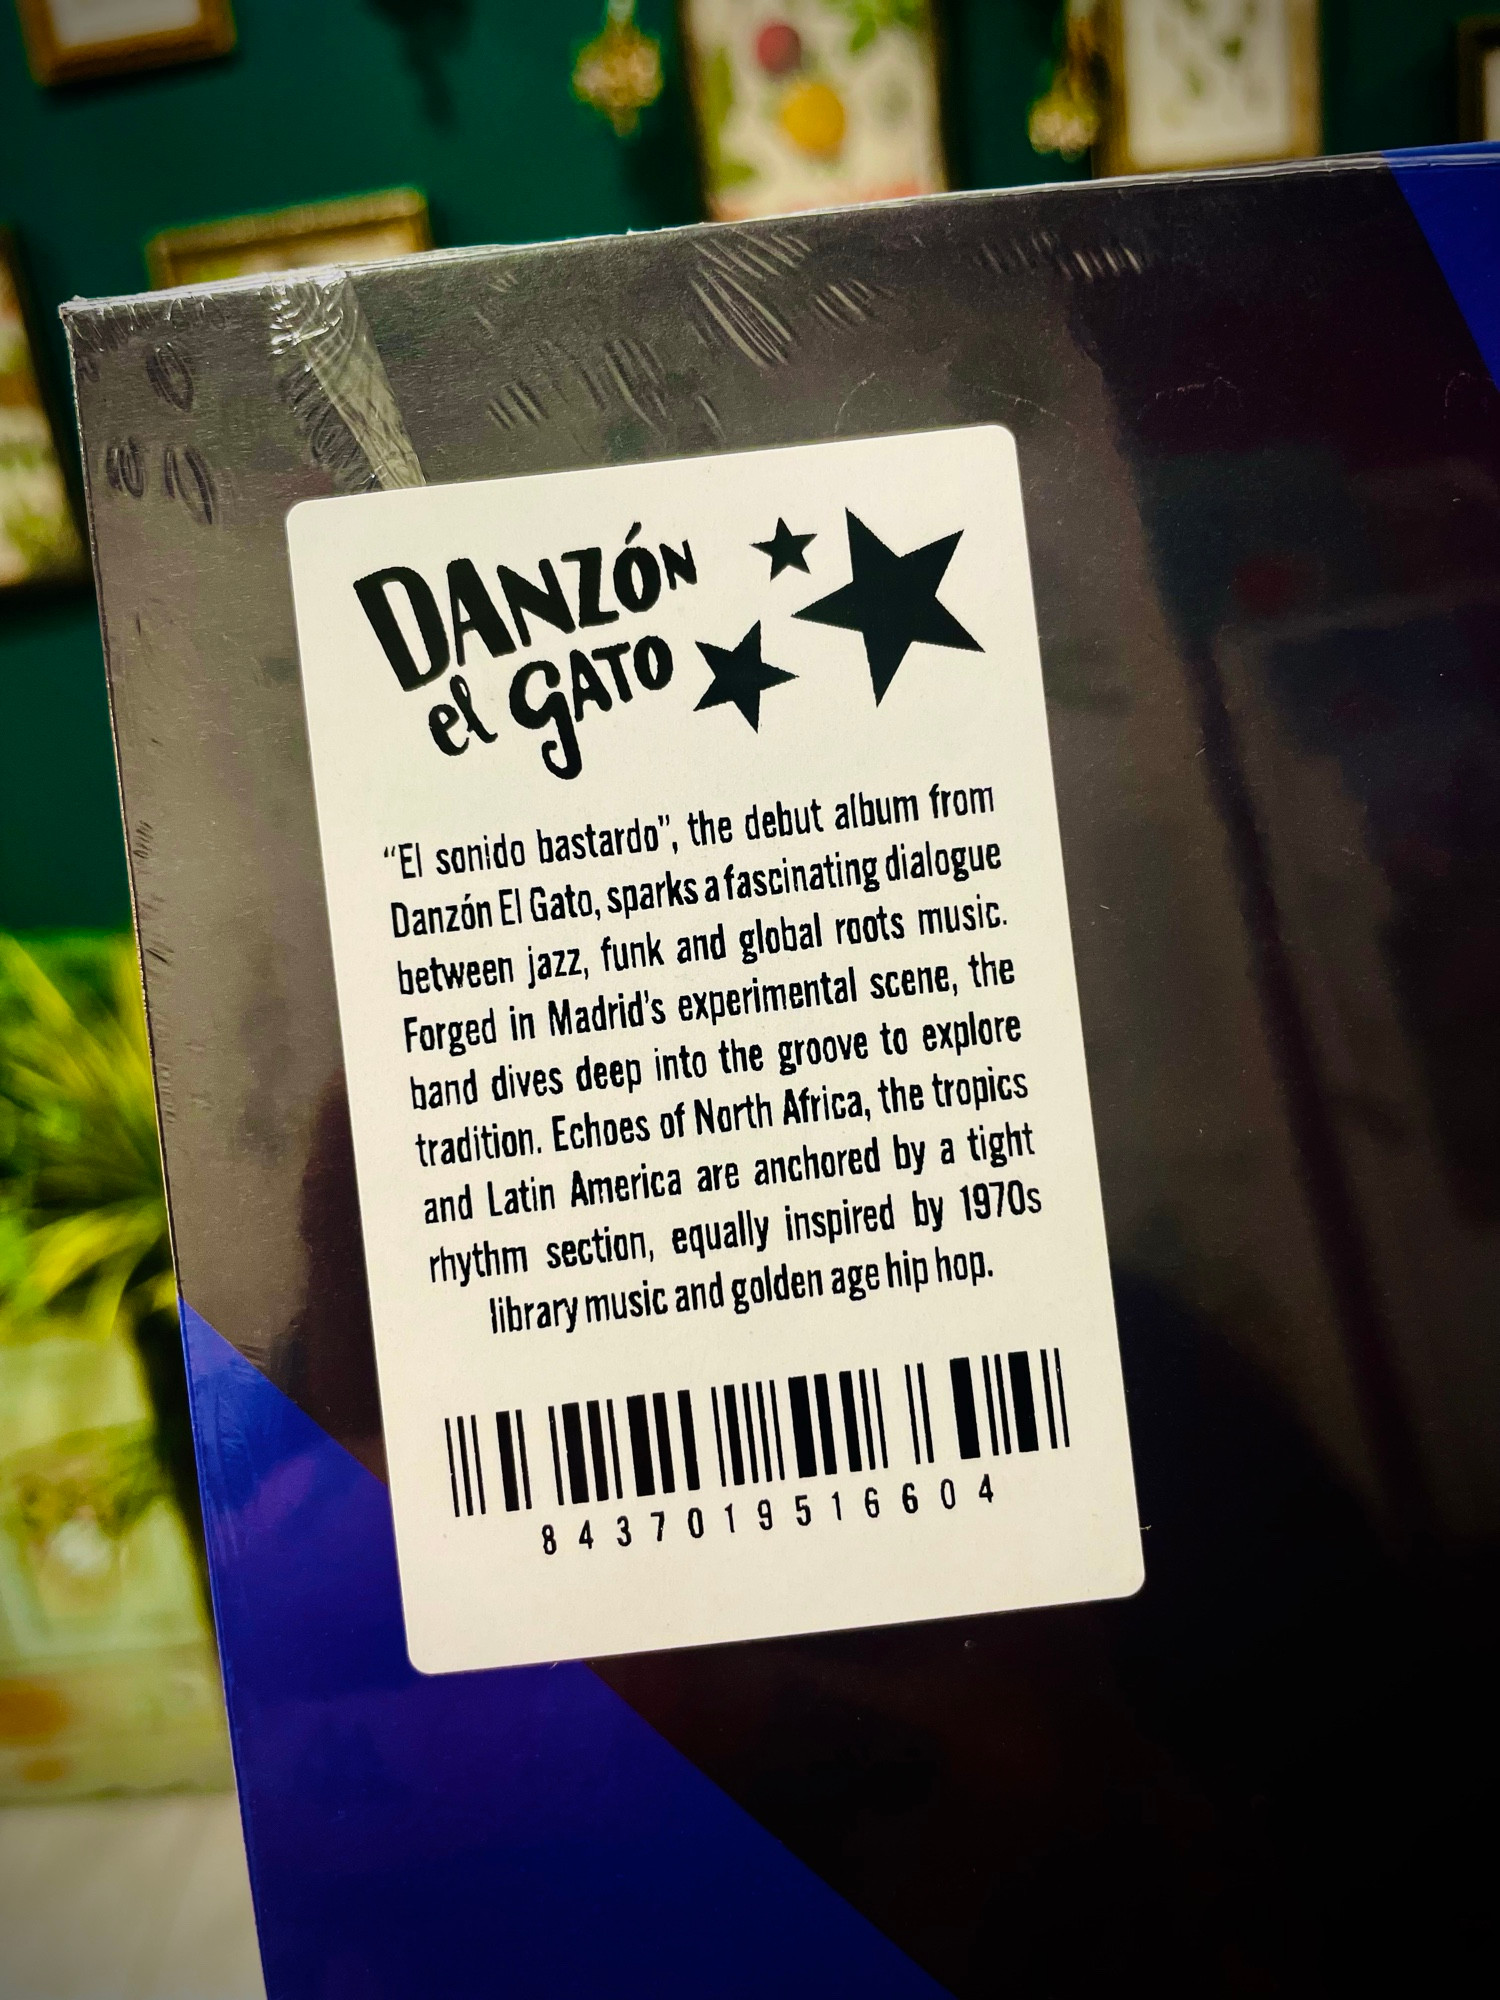 DANZÓN
el GATO
“El sonido bastardo”, the debut album from
Danzón El Gato, sparks a fascinating dialogue
between jazz, funk and global roots music.
Forged in Madrid's experimental scene, the
band dives deep into the groove to explore
tradition. Echoes of North Africa, the tropics
and Latin America are anchored by a tight
rhythm section, equally inspired by 1970s
library music and golden age hip hop.
8437019516604